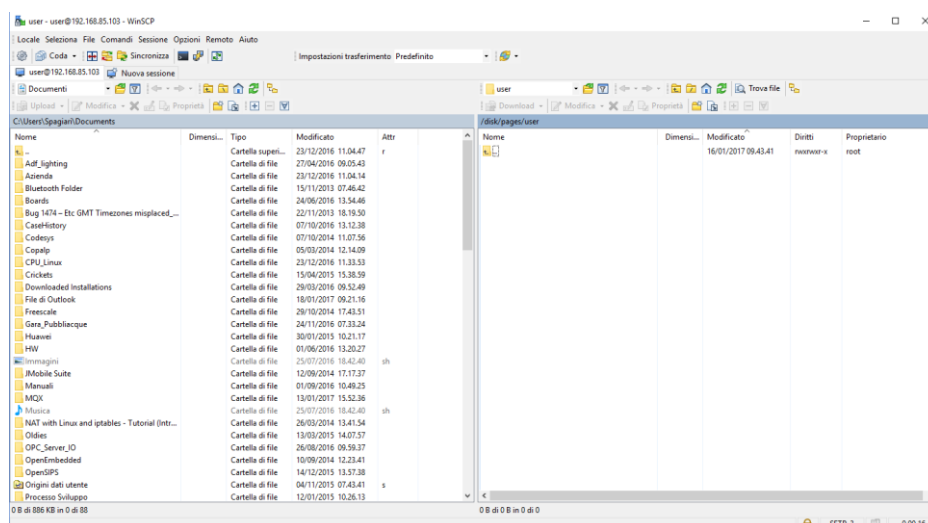 user - user@192.168.85.103 - WinSCP
Locale Seleziona File Comandi Sessione Opzioni Remoto Aiuto
Coda Sincronizza Impostazioni trasferimento Predefinito
user@192.168.85.103 Nuova sessione
Documenti user Trova file
Upload Modifica Proprietà Download Modifica Proprietà
C:\Users\Spagiari\Documents /disk/pages/user
Nome Dimensi... Tipo Modificato Attr Nome Dimensi... Modificato Diritti Proprietario
.. Cartella superi... 23/12/2016 11.04.47 r .. 16/01/2017 09.43.41 rwxrwxr-x root
Adf_lighting Cartella di file 27/04/2016 09.05.43
Azienda Cartella di file 23/12/2016 11.04.14
Bluetooth Folder Cartella di file 15/11/2013 07.46.42
Boards Cartella di file 24/06/2016 13.54.46
Bug 1474 – Etc GMT Timezones misplaced_... Cartella di file 22/11/2013 18.19.50
CaseHistory Cartella di file 07/10/2016 13.12.38
Codesys Cartella di file 07/10/2014 11.07.56
Copalp Cartella di file 05/03/2014 12.14.09
CPU_Linux Cartella di file 23/12/2016 11.33.53
Crickets Cartella di file 15/04/2015 15.38.59
Downloaded Installations Cartella di file 29/03/2016 09.52.49
File di Outlook Cartella di file 18/01/2017 09.21.16
Freescale Cartella di file 29/10/2014 17.43.51
Gara_Pubbliacque Cartella di file 24/11/2016 07.33.24
Huawei Cartella di file 30/01/2015 10.21.17
HW Cartella di file 01/06/2016 13.20.27
Immagini Cartella di file 25/07/2016 18.42.40 sh
JMobile Suite Cartella di file 12/09/2014 17.17.37
Manuali Cartella di file 01/09/2016 10.49.25
MQX Cartella di file 13/01/2017 15.52.36
Musica Cartella di file 25/07/2016 18.42.40 sh
NAT with Linux and iptables - Tutorial (Intr... Cartella di file 26/03/2014 13.41.54
Oldies Cartella di file 13/03/2015 14.07.57
OPC_Server_IO Cartella di file 26/08/2016 09.59.37
OpenEmbedded Cartella di file 10/09/2014 12.23.41
OpenSIPS Cartella di file 14/12/2015 13.57.38
Origini dati utente Cartella di file 04/11/2015 07.43.41 s
Processo Sviluppo Cartella di file 12/01/2015 10.26.13
0 B di 886 KB in 0 di 88 0 B di 0 B in 0 di 0